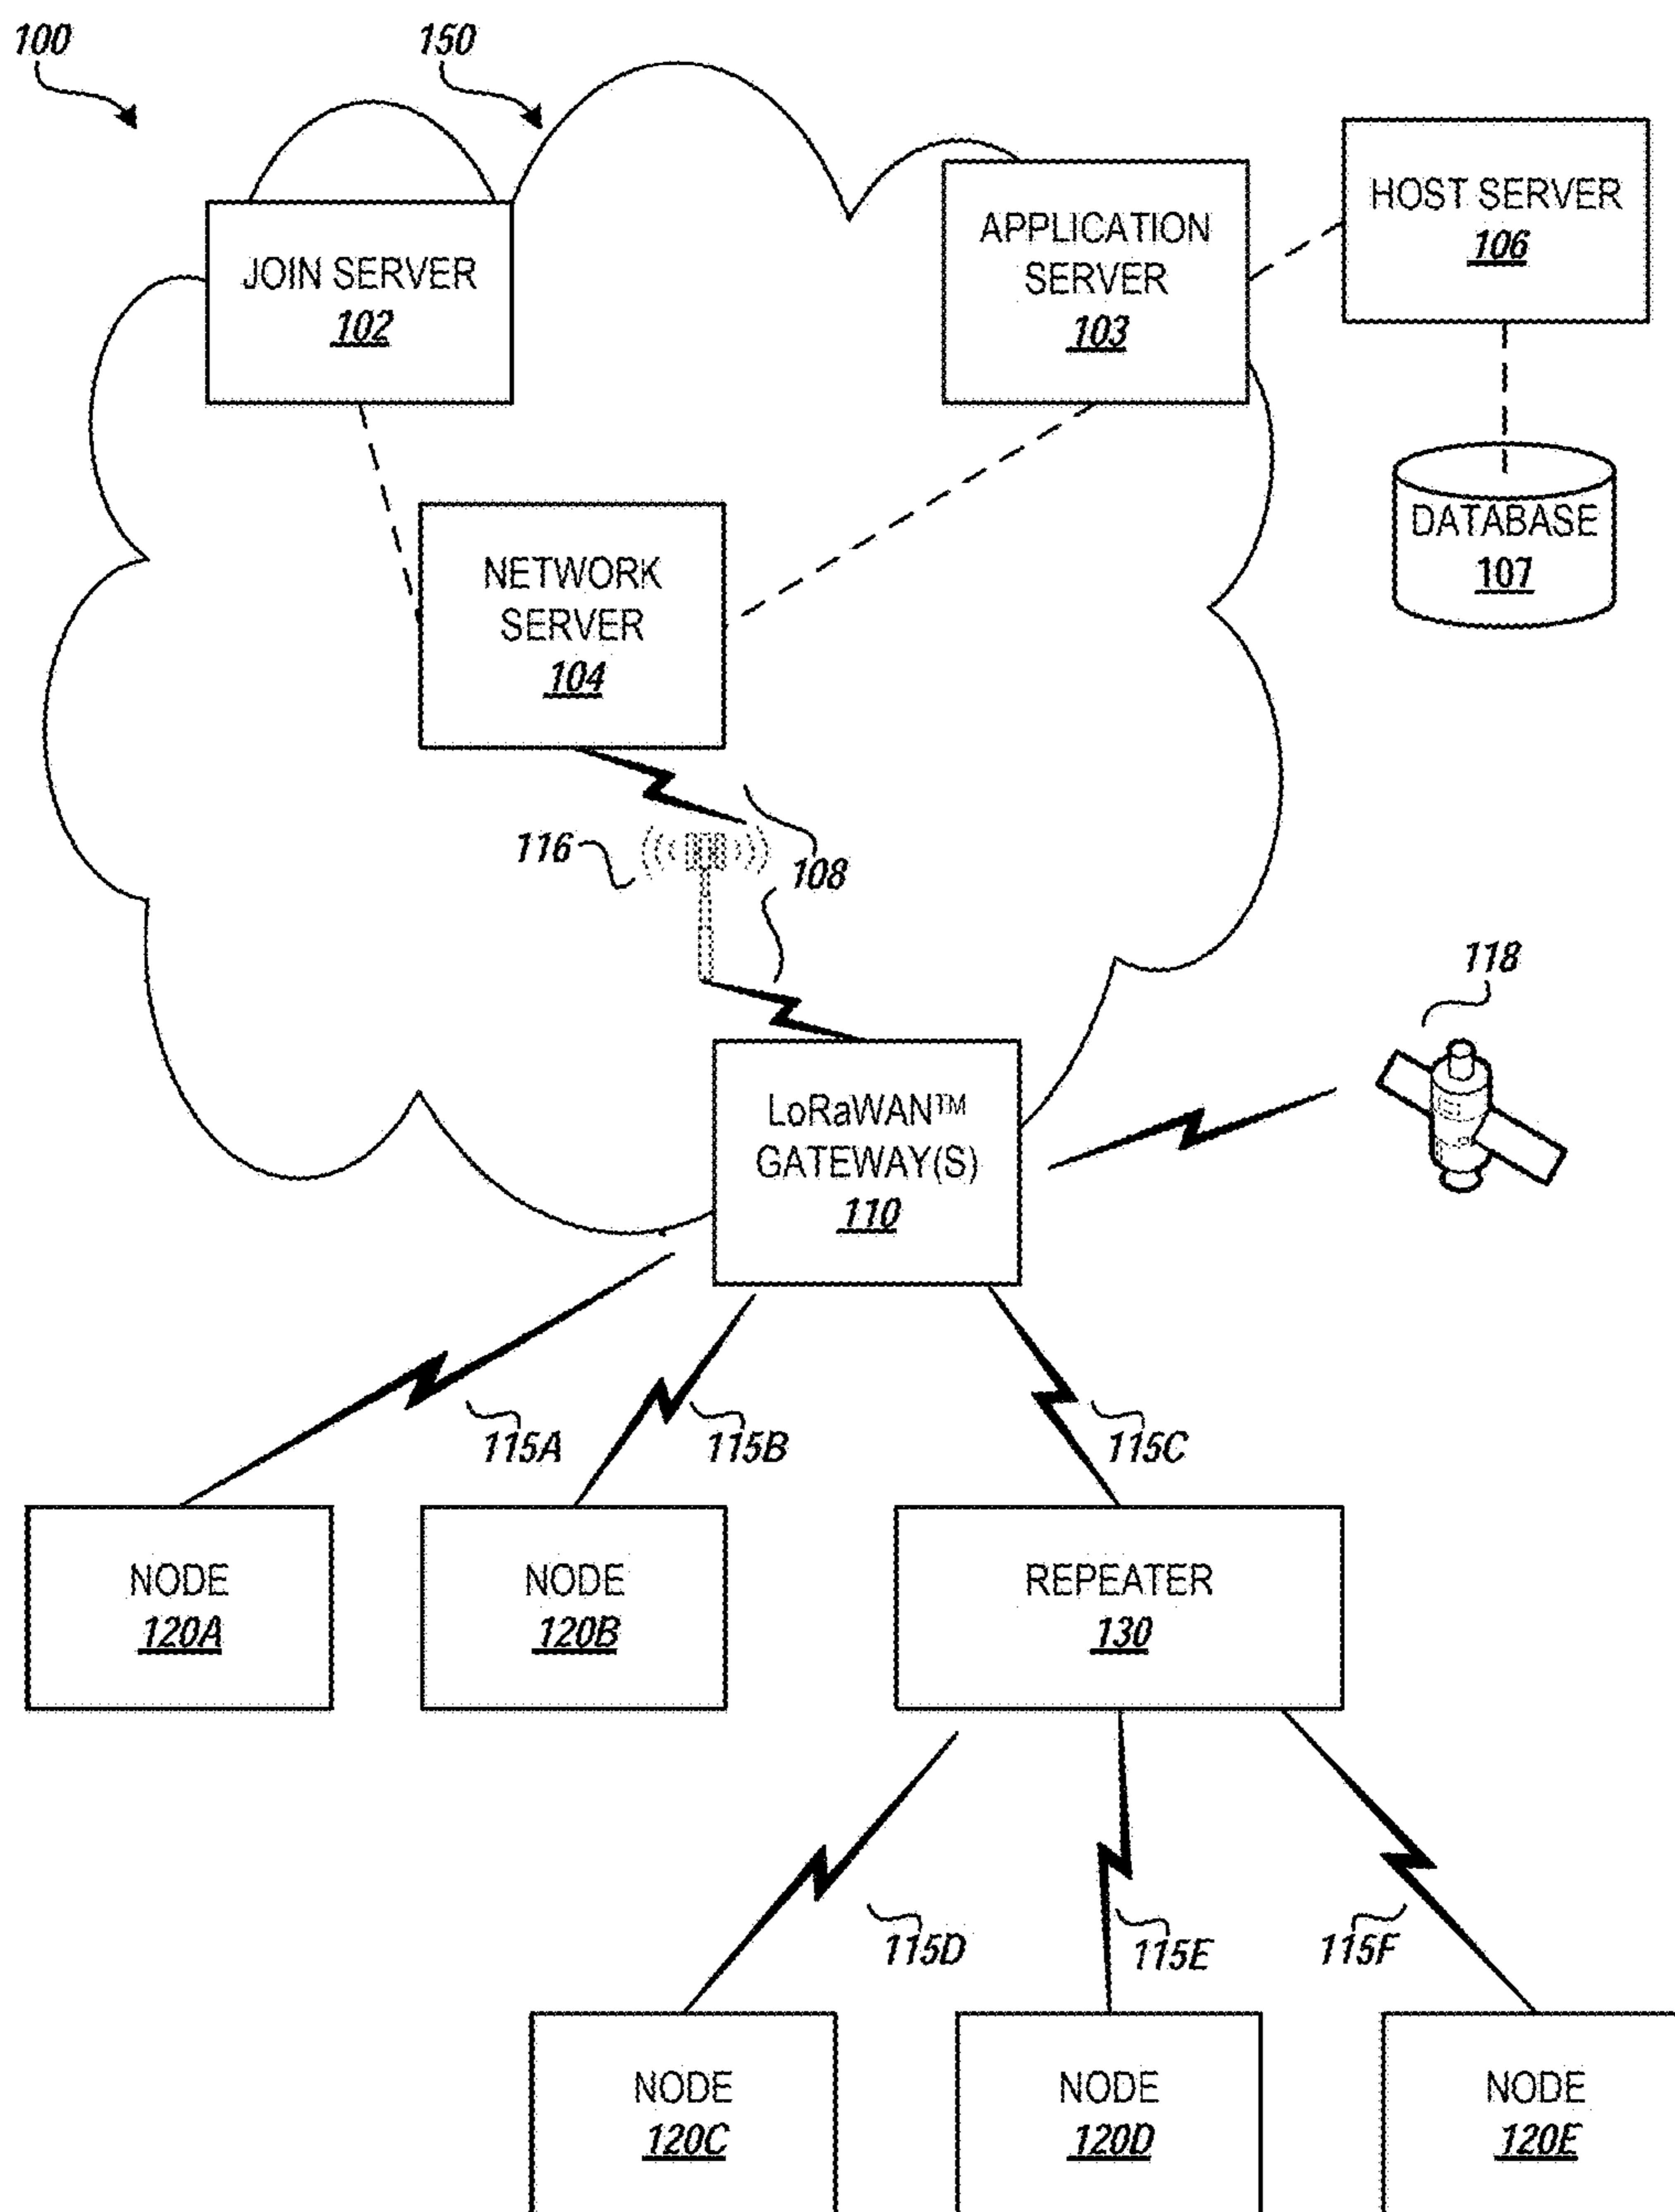 100
150
JOIN SERVER
102
APPLICATION
SERVER
103
HOST SERVER
106
DATABASE
107
NETWORK
SERVER
104
116
108
118
LoRaWAN™
GATEWAY(S)
110
115A
115B
115C
NODE
120A
NODE
120B
REPEATER
130
115D
115E
115F
NODE
120C
NODE
120D
NODE
120E